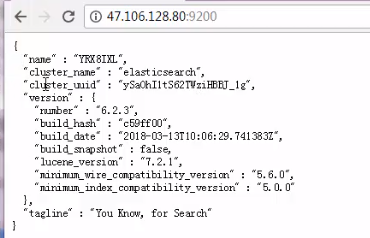 47.106.128.80:9200
{
"name" : "YRX8IXL",
"cluster_name" : "elasticsearch",
"cluster_uuid" : "ySaOhI1tS62TWziHBBJ_1g",
"version" : {
"number" : "6.2.3",
"build_hash" : "c59ff00",
"build_date" : "2018-03-13T10:06:29.741383Z",
"build_snapshot" : false,
"lucene_version" : "7.2.1",
"minimum_wire_compatibility_version" : "5.6.0",
"minimum_index_compatibility_version" : "5.0.0"
},
"tagline" : "You Know, for Search"
}